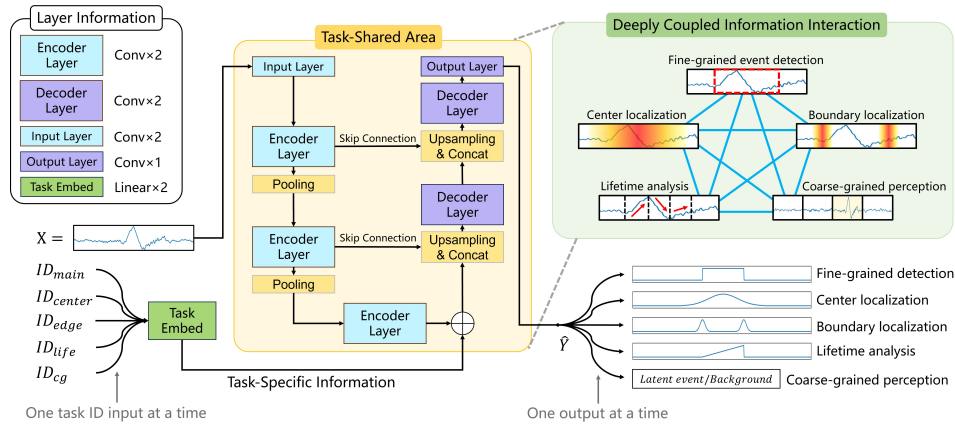 Layer Information
Encoder
Layer
Conv×2
Decoder
Layer
Conv×2
Input Layer
Conv×2
Output Layer
Conv×1
Task Embed
Linear×2
X =
ID_main
ID_center
ID_edge
ID_life
ID_cg
One task ID input at a time
Task
Embed
Task-Specific Information
Task-Shared Area
Input Layer
Encoder
Layer
Pooling
Encoder
Layer
Pooling
Encoder
Layer
Skip Connection
Skip Connection
Output Layer
Decoder
Layer
Upsampling
& Concat
Decoder
Layer
Upsampling
& Concat
Deeply Coupled Information Interaction
Fine-grained event detection
Center localization
Boundary localization
Lifetime analysis
Coarse-grained perception
Ŷ
Fine-grained detection
Center localization
Boundary localization
Lifetime analysis
Latent event/Background
Coarse-grained perception
One output at a time